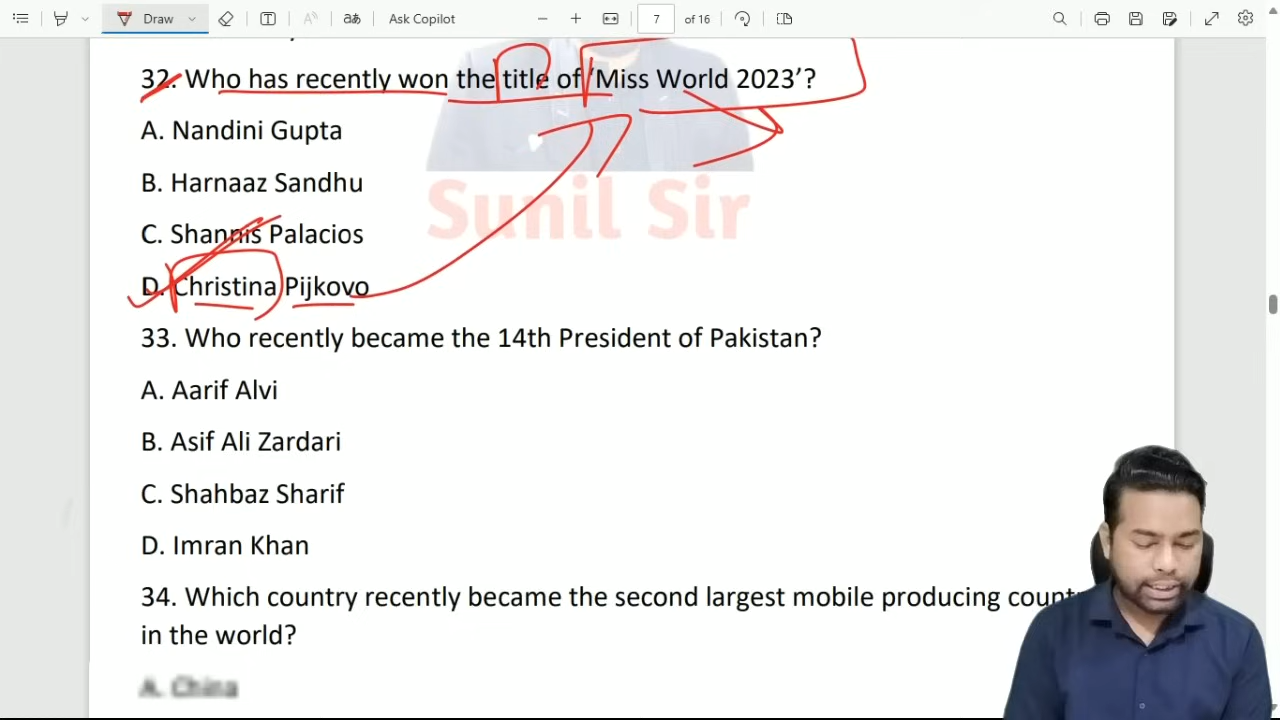 Draw
Ask Copilot
7
of 16
32. Who has recently won the title of ‘Miss World 2023’?
A. Nandini Gupta
B. Harnaaz Sandhu
Sunil Sir
C. Shannis Palacios
D. Christina Pijkovo
33. Who recently became the 14th President of Pakistan?
A. Aarif Alvi
B. Asif Ali Zardari
C. Shahbaz Sharif
D. Imran Khan
34. Which country recently became the second largest mobile producing
in the world?
A. China